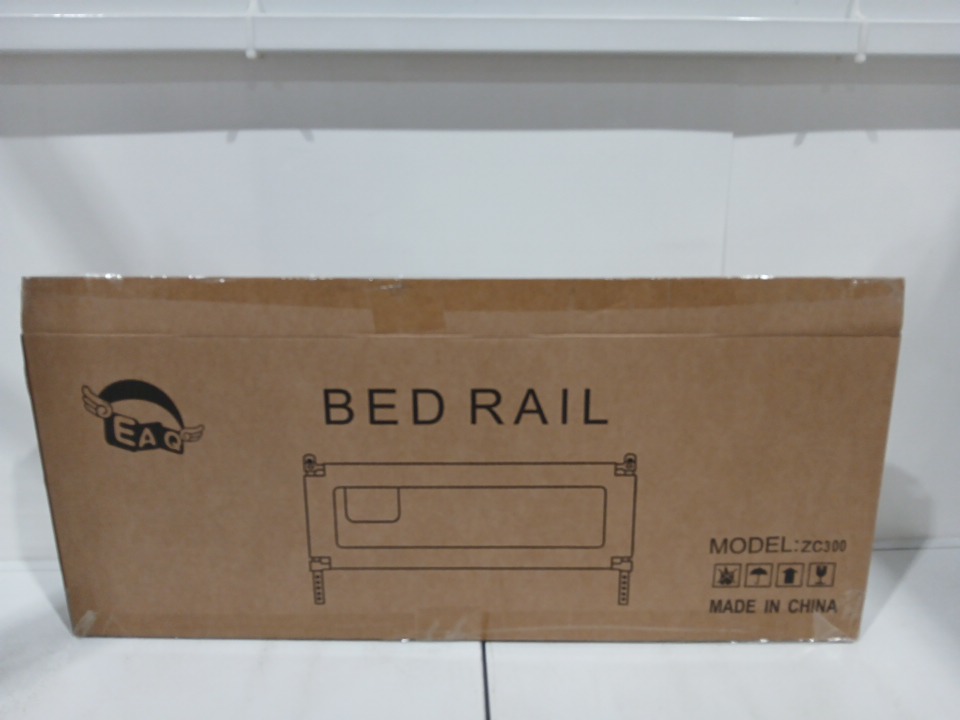 EAQ
BED RAIL
MODEL:ZC300
MADE IN CHINA